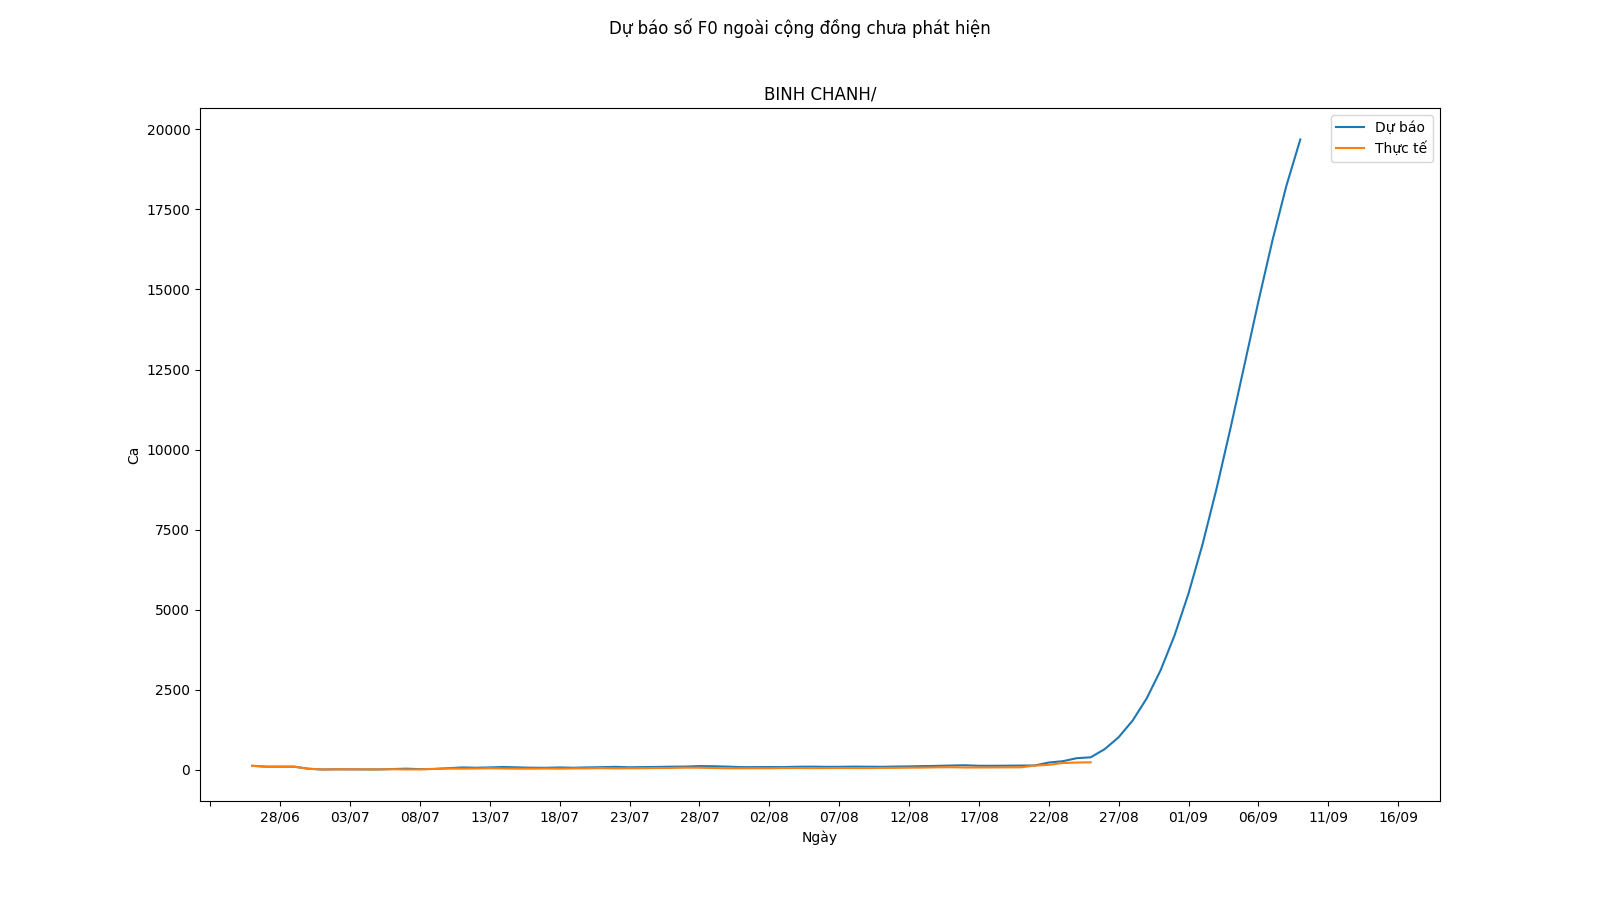 Dự báo số F0 ngoài cộng đồng chưa phát hiện
BINH CHANH/
Dự báo
Thực tế
20000
17500
15000
12500
10000
7500
5000
2500
0
Ca
28/06 03/07 08/07 13/07 18/07 23/07 28/07 02/08 07/08 12/08 17/08 22/08 27/08 01/09 06/09 11/09 16/09
Ngày